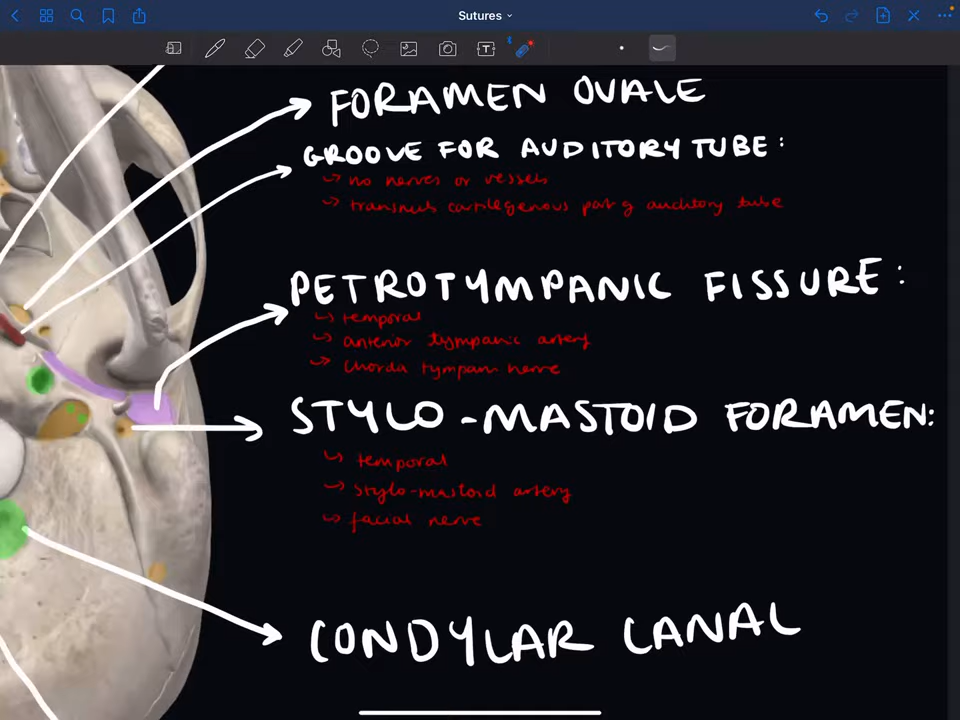 Sutures
FORAMEN OVALE
GROOVE FOR AUDITORY TUBE:
no nerves or vessels
transmits cartilegenous part of auditory tube
PETROTYMPANIC FISSURE:
temporal
anterior tympanic artery
chorda tympani nerve
STYLO-MASTOID FORAMEN:
temporal
stylo-mastoid artery
facial nerve
CONDYLAR CANAL